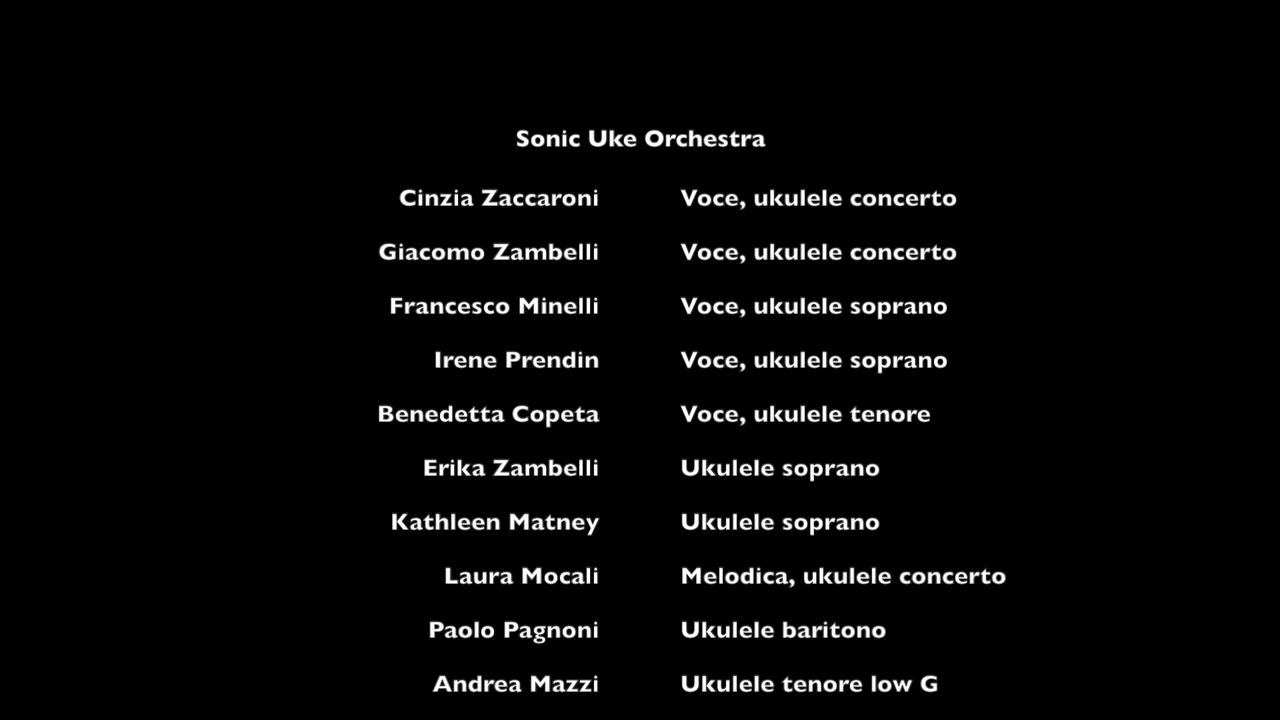 Sonic Uke Orchestra
Cinzia Zaccaroni Voce, ukulele concerto
Giacomo Zambelli Voce, ukulele concerto
Francesco Minelli Voce, ukulele soprano
Irene Prendin Voce, ukulele soprano
Benedetta Copeta Voce, ukulele tenore
Erika Zambelli Ukulele soprano
Kathleen Matney Ukulele soprano
Laura Mocali Melodica, ukulele concerto
Paolo Pagnoni Ukulele baritono
Andrea Mazzi Ukulele tenore low G